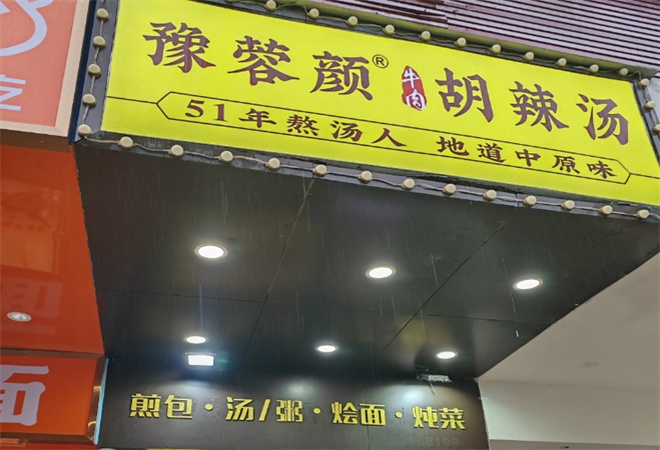 豫蓉颜® 牛肉 胡辣汤
51年熬汤人 地道中原味
煎包·汤/粥·烩面·炖菜
面